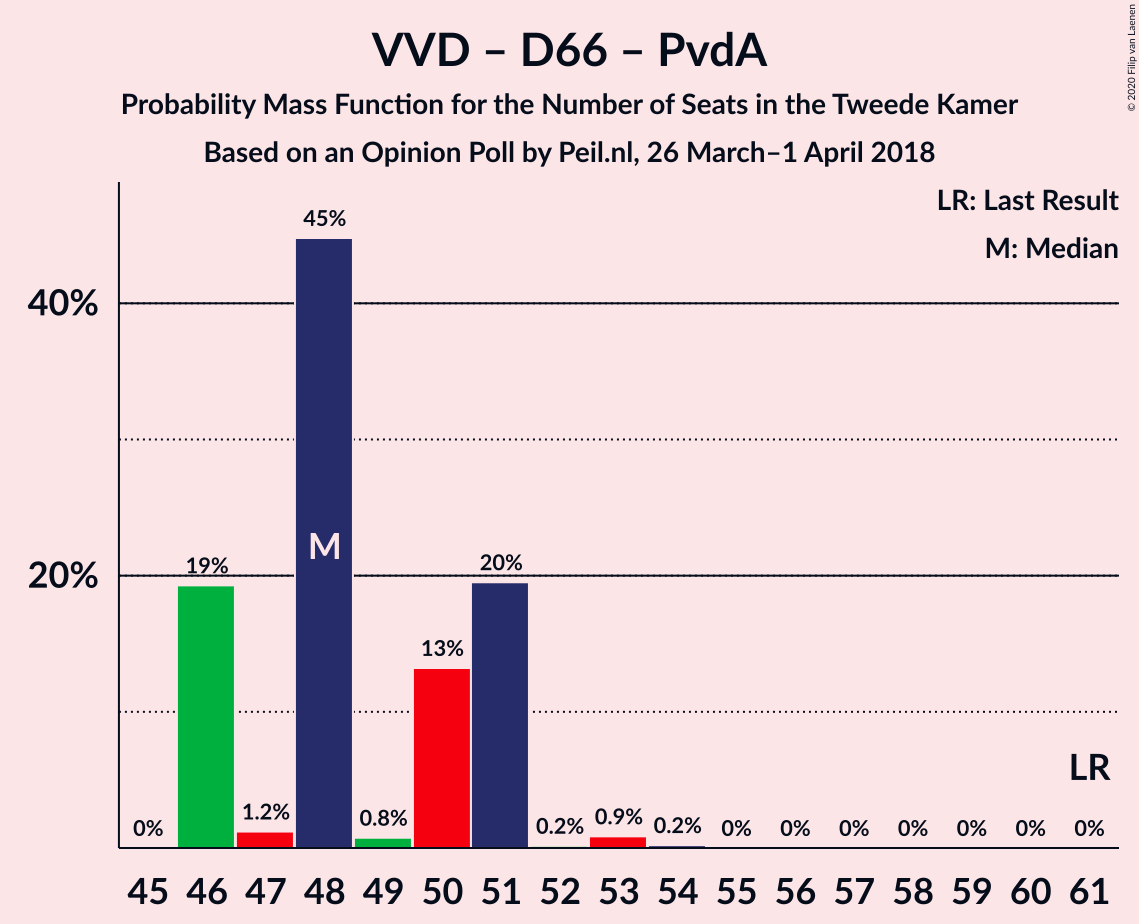 VVD – D66 – PvdA
Probability Mass Function for the Number of Seats in the Tweede Kamer
Based on an Opinion Poll by Peil.nl, 26 March–1 April 2018
© 2020 Filip van Laenen
LR: Last Result
M: Median
40%
20%
0%
19%
1.2%
45%
M
0.8%
13%
20%
0.2%
0.9%
0.2%
0%
0%
0%
0%
0%
0%
0%
LR
45 46 47 48 49 50 51 52 53 54 55 56 57 58 59 60 61